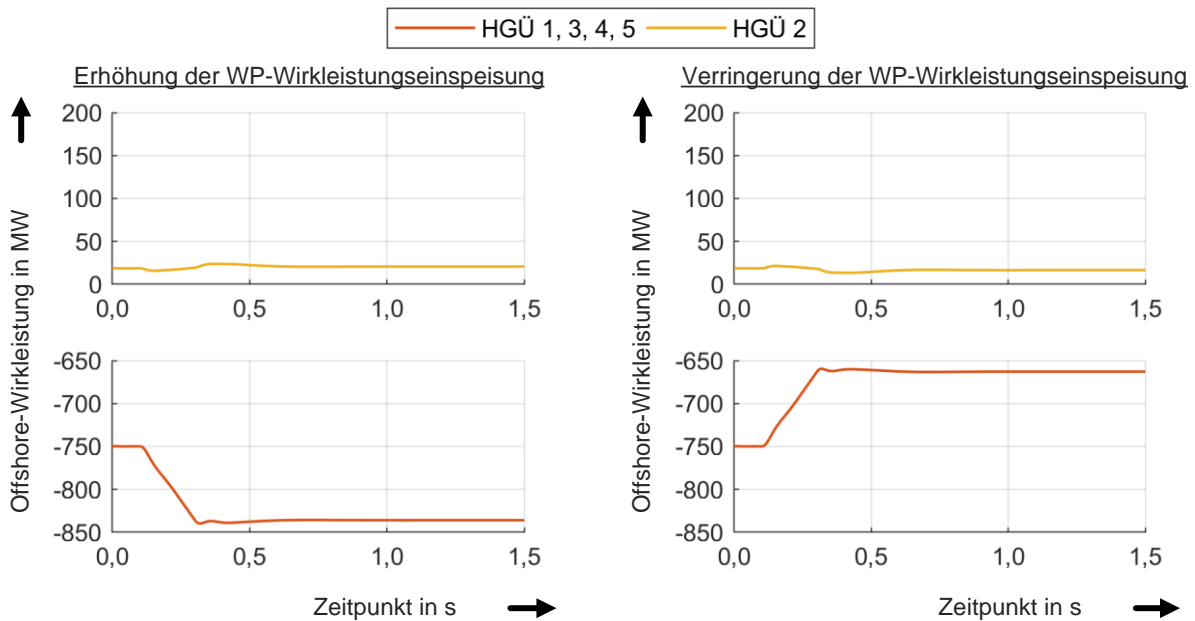 HGÜ 1, 3, 4, 5 HGÜ 2
Erhöhung der WP-Wirkleistungseinspeisung
Verringerung der WP-Wirkleistungseinspeisung
Offshore-Wirkleistung in MW
200
150
100
50
0
0,0 0,5 1,0 1,5
-650
-700
-750
-800
-850
0,0 0,5 1,0 1,5
Zeitpunkt in s
Offshore-Wirkleistung in MW
200
150
100
50
0
0,0 0,5 1,0 1,5
-650
-700
-750
-800
-850
0,0 0,5 1,0 1,5
Zeitpunkt in s